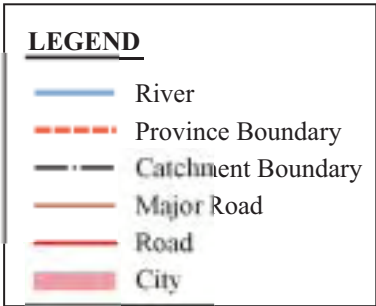 LEGEND
River
Province Boundary
Catchment Boundary
Major Road
Road
City